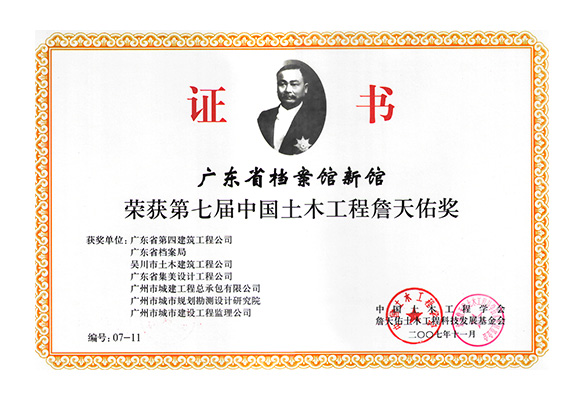 证 书
广东省档案馆新馆
荣获第七届中国土木工程詹天佑奖
获奖单位：广东省第四建筑工程公司
广东省档案局
吴川市土木建筑工程公司
广东省集美设计工程公司
广州市城建工程总承包有限公司
广州市城市规划勘测设计研究院
广州市城市建设工程监理公司
中国土木工程学会
詹天佑土木工程科技发展基金会
二〇〇七年十一月
编号：07-11